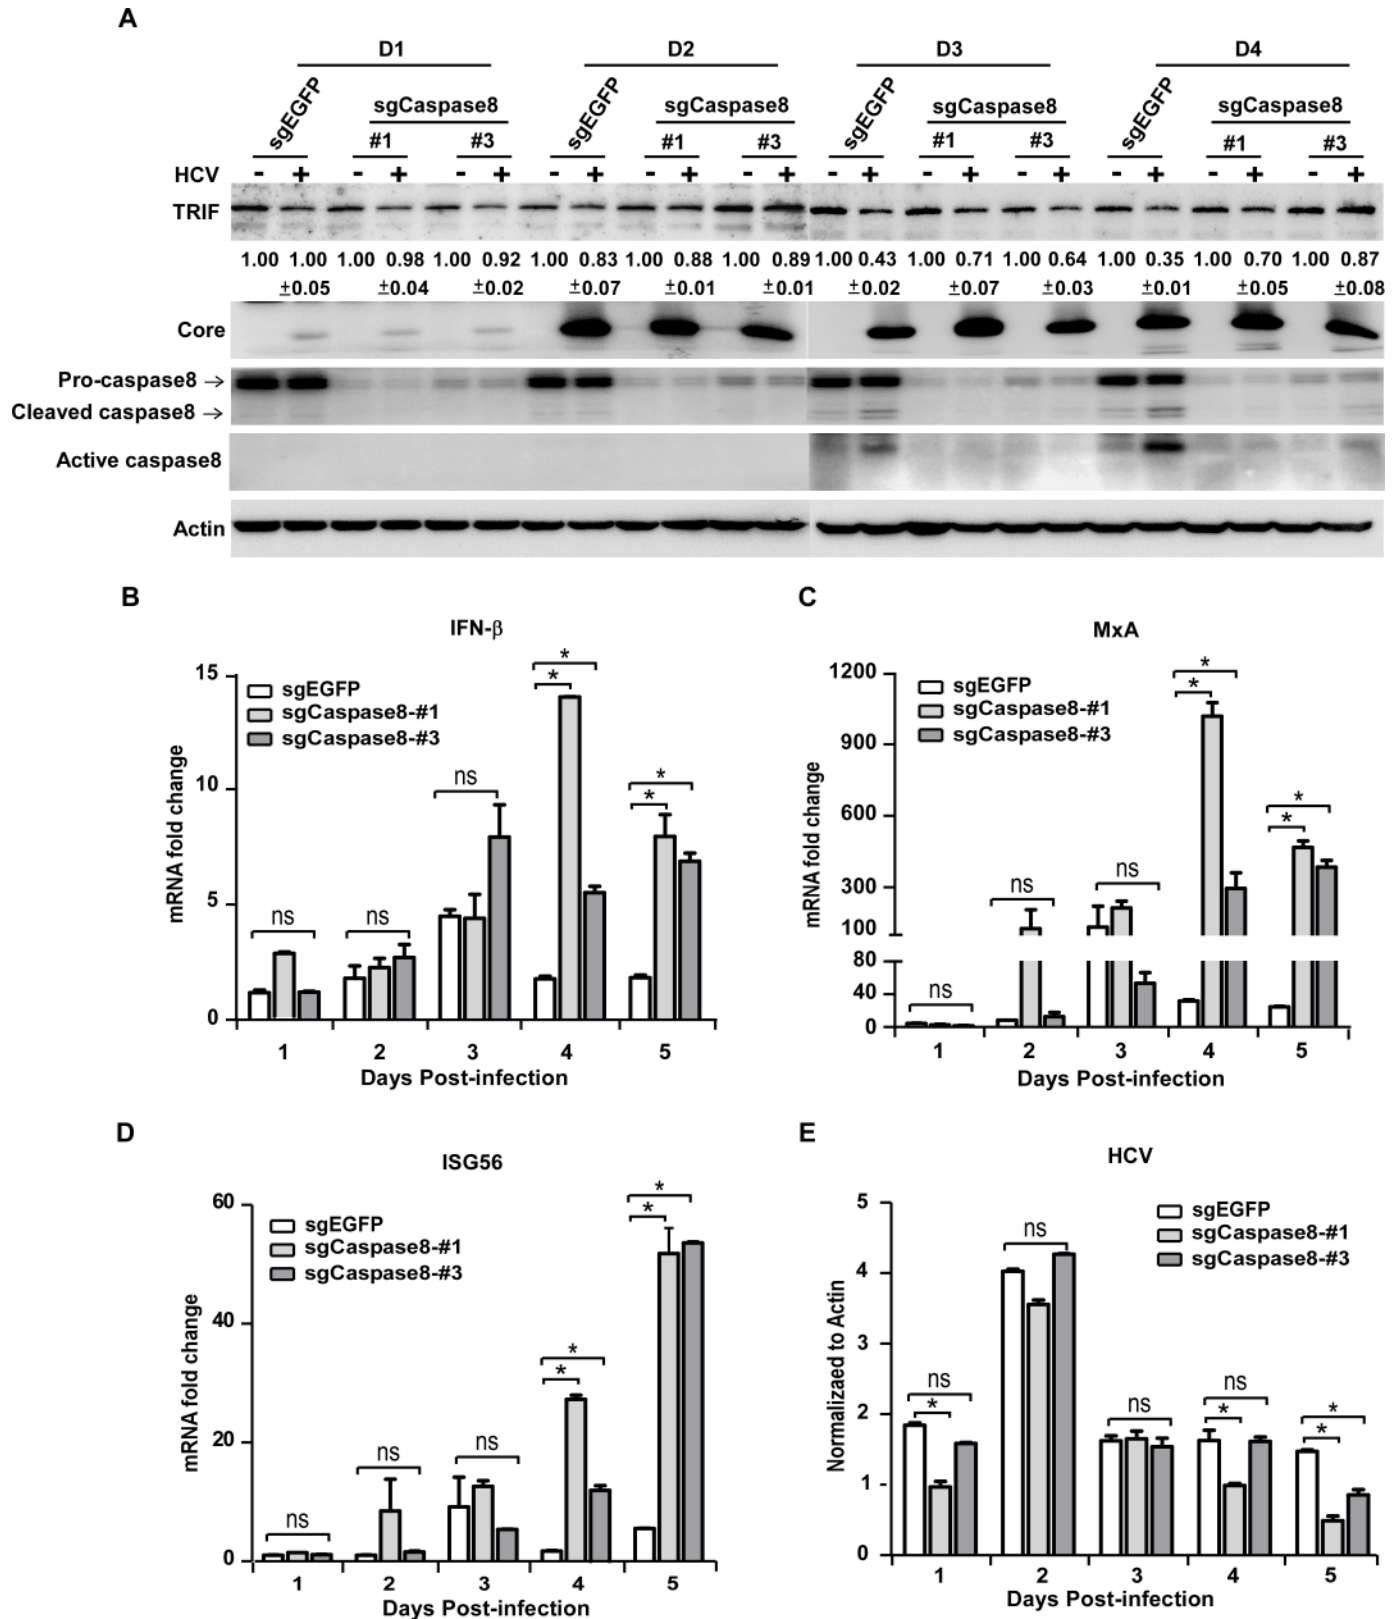 A
D1 D2 D3 D4
sgEGFP sgCaspase8 sgEGFP sgCaspase8 sgEGFP sgCaspase8 sgEGFP sgCaspase8
#1 #3 #1 #3 #1 #3 #1 #3
HCV - + - + - + - + - + - + - + - + - + - + - + - +
TRIF
1.00 1.00 1.00 0.98 1.00 0.92 1.00 0.83 1.00 0.88 1.00 0.89 1.00 0.43 1.00 0.71 1.00 0.64 1.00 0.35 1.00 0.70 1.00 0.87
±0.05 ±0.04 ±0.02 ±0.07 ±0.01 ±0.01 ±0.02 ±0.07 ±0.03 ±0.01 ±0.05 ±0.08
Core
Pro-caspase8 →
Cleaved caspase8 →
Active caspase8
Actin
B
IFN-β
mRNA fold change
15
10
5
0
sgEGFP
sgCaspase8-#1
sgCaspase8-#3
ns
ns
ns
*
*
*
*
1 2 3 4 5
Days Post-infection
C
MxA
mRNA fold change
1200
900
600
300
100
80
40
0
sgEGFP
sgCaspase8-#1
sgCaspase8-#3
ns
ns
ns
*
*
*
*
1 2 3 4 5
Days Post-infection
D
ISG56
mRNA fold change
60
40
20
0
sgEGFP
sgCaspase8-#1
sgCaspase8-#3
ns
ns
ns
*
*
*
*
1 2 3 4 5
Days Post-infection
E
HCV
Normalizaed to Actin
5
4
3
2
1
0
sgEGFP
sgCaspase8-#1
sgCaspase8-#3
ns
*
ns
ns
ns
*
*
*
1 2 3 4 5
Days Post-infection